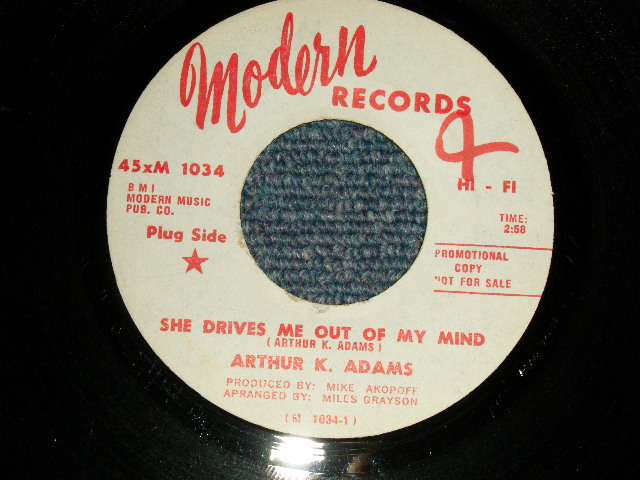 Modern
RECORDS
45xM 1034
HI - FI
BMI
MODERN MUSIC
PUB. CO.
TIME:
2:58
Plug Side
PROMOTIONAL
COPY
NOT FOR SALE
SHE DRIVES ME OUT OF MY MIND
(ARTHUR K. ADAMS)
ARTHUR K. ADAMS
PRODUCED BY: MIKE AKOPOFF
APRANGED BY: MILES GRAYSON
(M 1034-1)